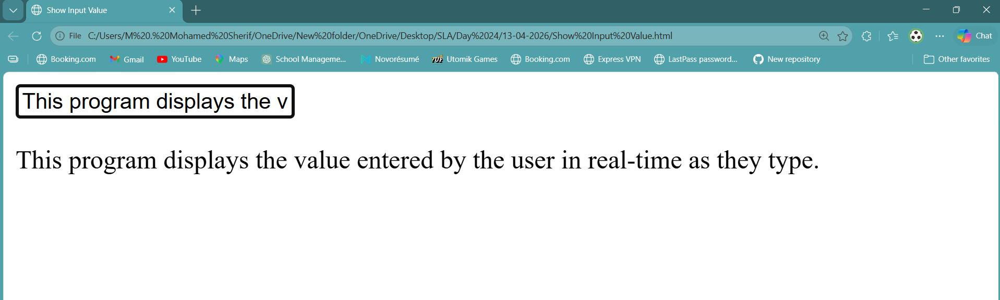 Show Input Value
File C:/Users/M%20.%20Mohamed%20Sherif/OneDrive/New%20folder/OneDrive/Desktop/SLA/Day%2024/13-04-2026/Show%20Input%20Value.html Chat
Booking.com Gmail YouTube Maps School Manageme... Novorésumé Utomik Games Booking.com Express VPN LastPass password... New repository Other favorites
This program displays the v
This program displays the value entered by the user in real-time as they type.